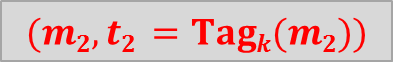 (m₂, t₂ = Tagₖ(m₂))